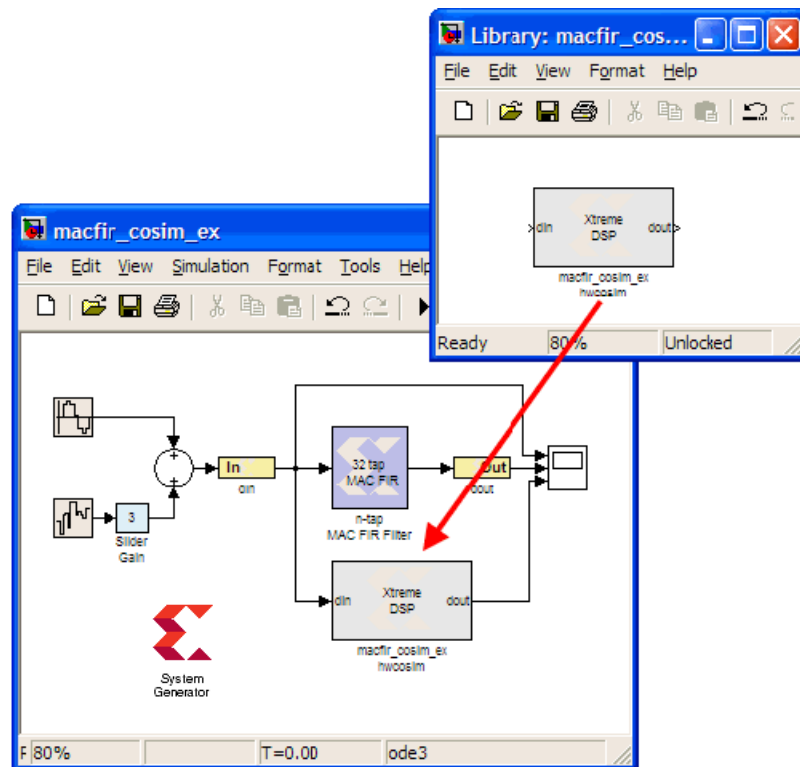 Library: macfir_cos...
File Edit View Format Help
din
Xtreme
DSP
dout
macfir_cosim_ex
hwcosim
Ready 80% Unlocked
macfir_cosim_ex
File Edit View Simulation Format Tools Help
In
din
32 tap
MAC FIR
n-tap
MAC FIR Filter
Out
dout
3
Slider
Gain
din
Xtreme
DSP
dout
macfir_cosim_ex
hwcosim
System
Generator
80% T=0.00 ode3